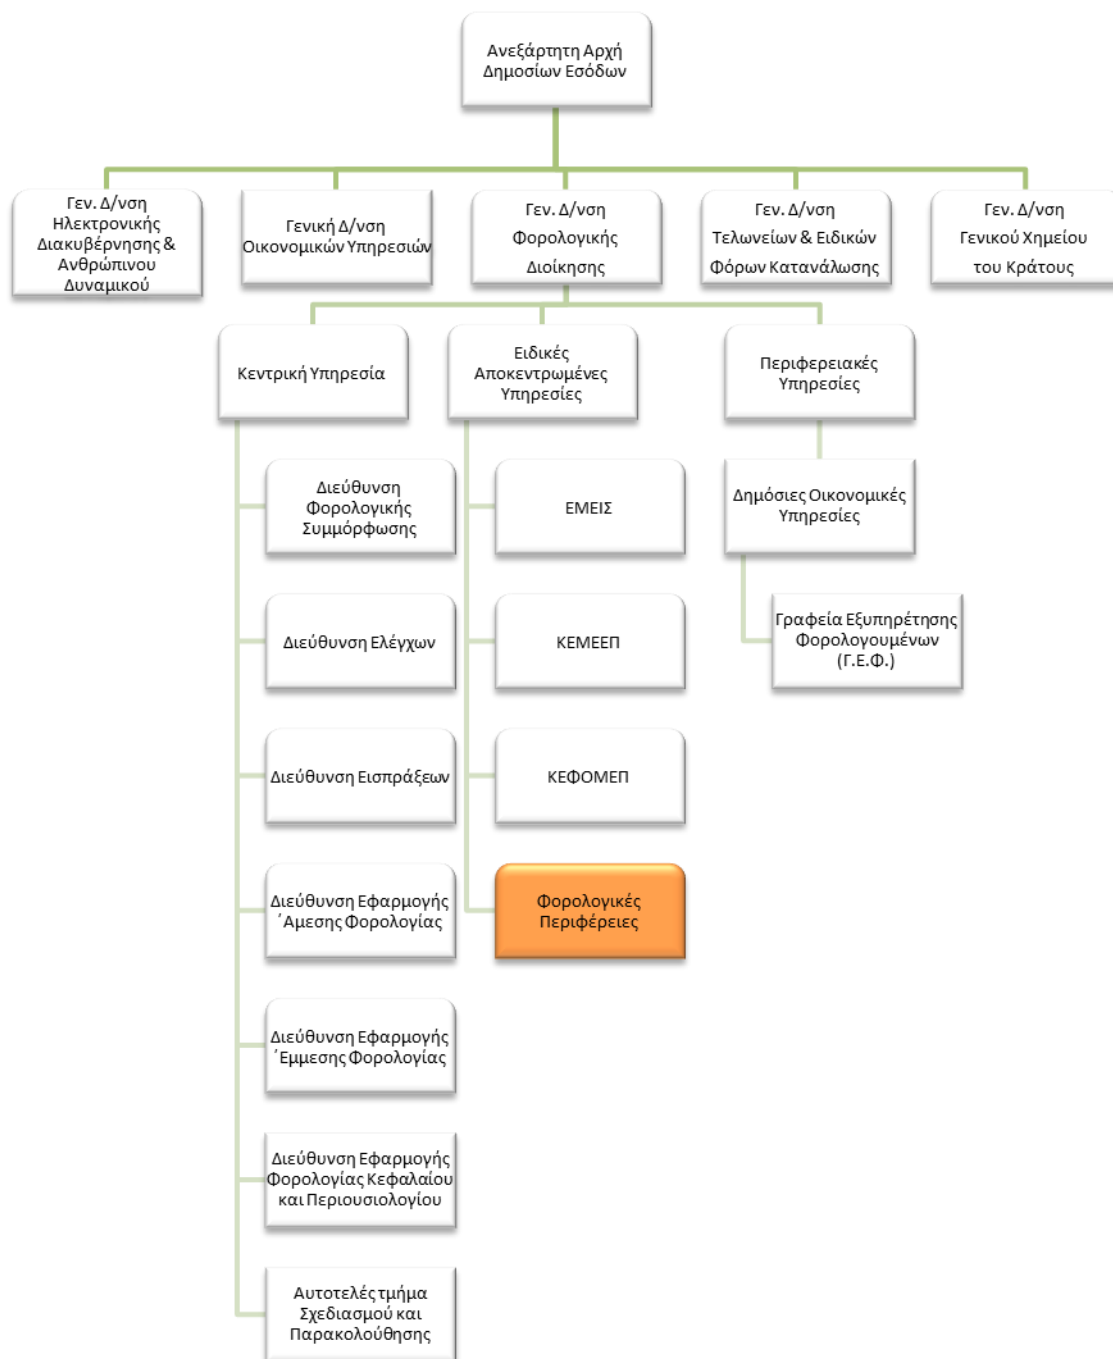 Ανεξάρτητη Αρχή
Δημοσίων Εσόδων
Γεν. Δ/νση
Ηλεκτρονικής
Διακυβέρνησης &
Ανθρώπινου
Δυναμικού
Γενική Δ/νση
Οικονομικών Υπηρεσιών
Γεν. Δ/νση
Φορολογικής
Διοίκησης
Γεν. Δ/νση
Τελωνείων & Ειδικών
Φόρων Κατανάλωσης
Γεν. Δ/νση
Γενικού Χημείου
του Κράτους
Κεντρική Υπηρεσία
Ειδικές
Αποκεντρωμένες
Υπηρεσίες
Περιφερειακές
Υπηρεσίες
Διεύθυνση
Φορολογικής
Συμμόρφωσης
ΕΜΕΙΣ
Δημόσιες Οικονομικές
Υπηρεσίες
Διεύθυνση Ελέγχων
ΚΕΜΕΕΠ
Γραφεία Εξυπηρέτησης
Φορολογουμένων
(Γ.Ε.Φ.)
Διεύθυνση Εισπράξεων
ΚΕΦΟΜΕΠ
Διεύθυνση Εφαρμογής
΄Αμεσης Φορολογίας
Φορολογικές
Περιφέρειες
Διεύθυνση Εφαρμογής
΄Εμμεσης Φορολογίας
Διεύθυνση Εφαρμογής
Φορολογίας Κεφαλαίου
και Περιουσιολογίου
Αυτοτελές τμήμα
Σχεδιασμού και
Παρακολούθησης